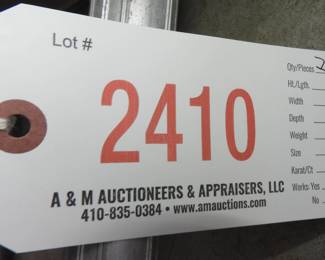 Lot #
2410
A & M AUCTIONEERS & APPRAISERS, LLC
410-835-0384 • www.amauctions.com
Qty/Pieces
Ht./Lgth.
Width
Depth
Weight
Size
Karat/Ct
Works: Yes
No